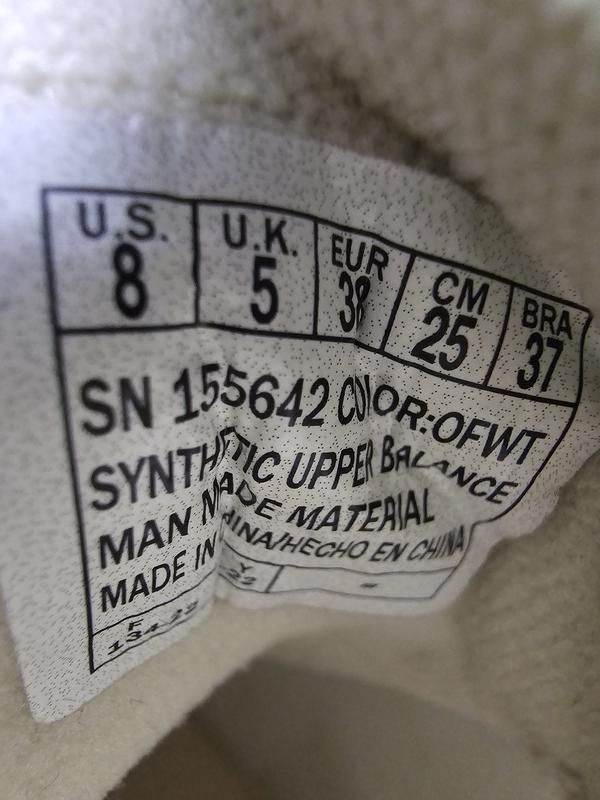 U.S. U.K. EUR CM BRA
8 5 38 25 37
SN 155642 COLOR:OFWT
SYNTHETIC UPPER BALANCE
MAN MADE MATERIAL
MADE IN CHINA/HECHO EN CHINA
F Y